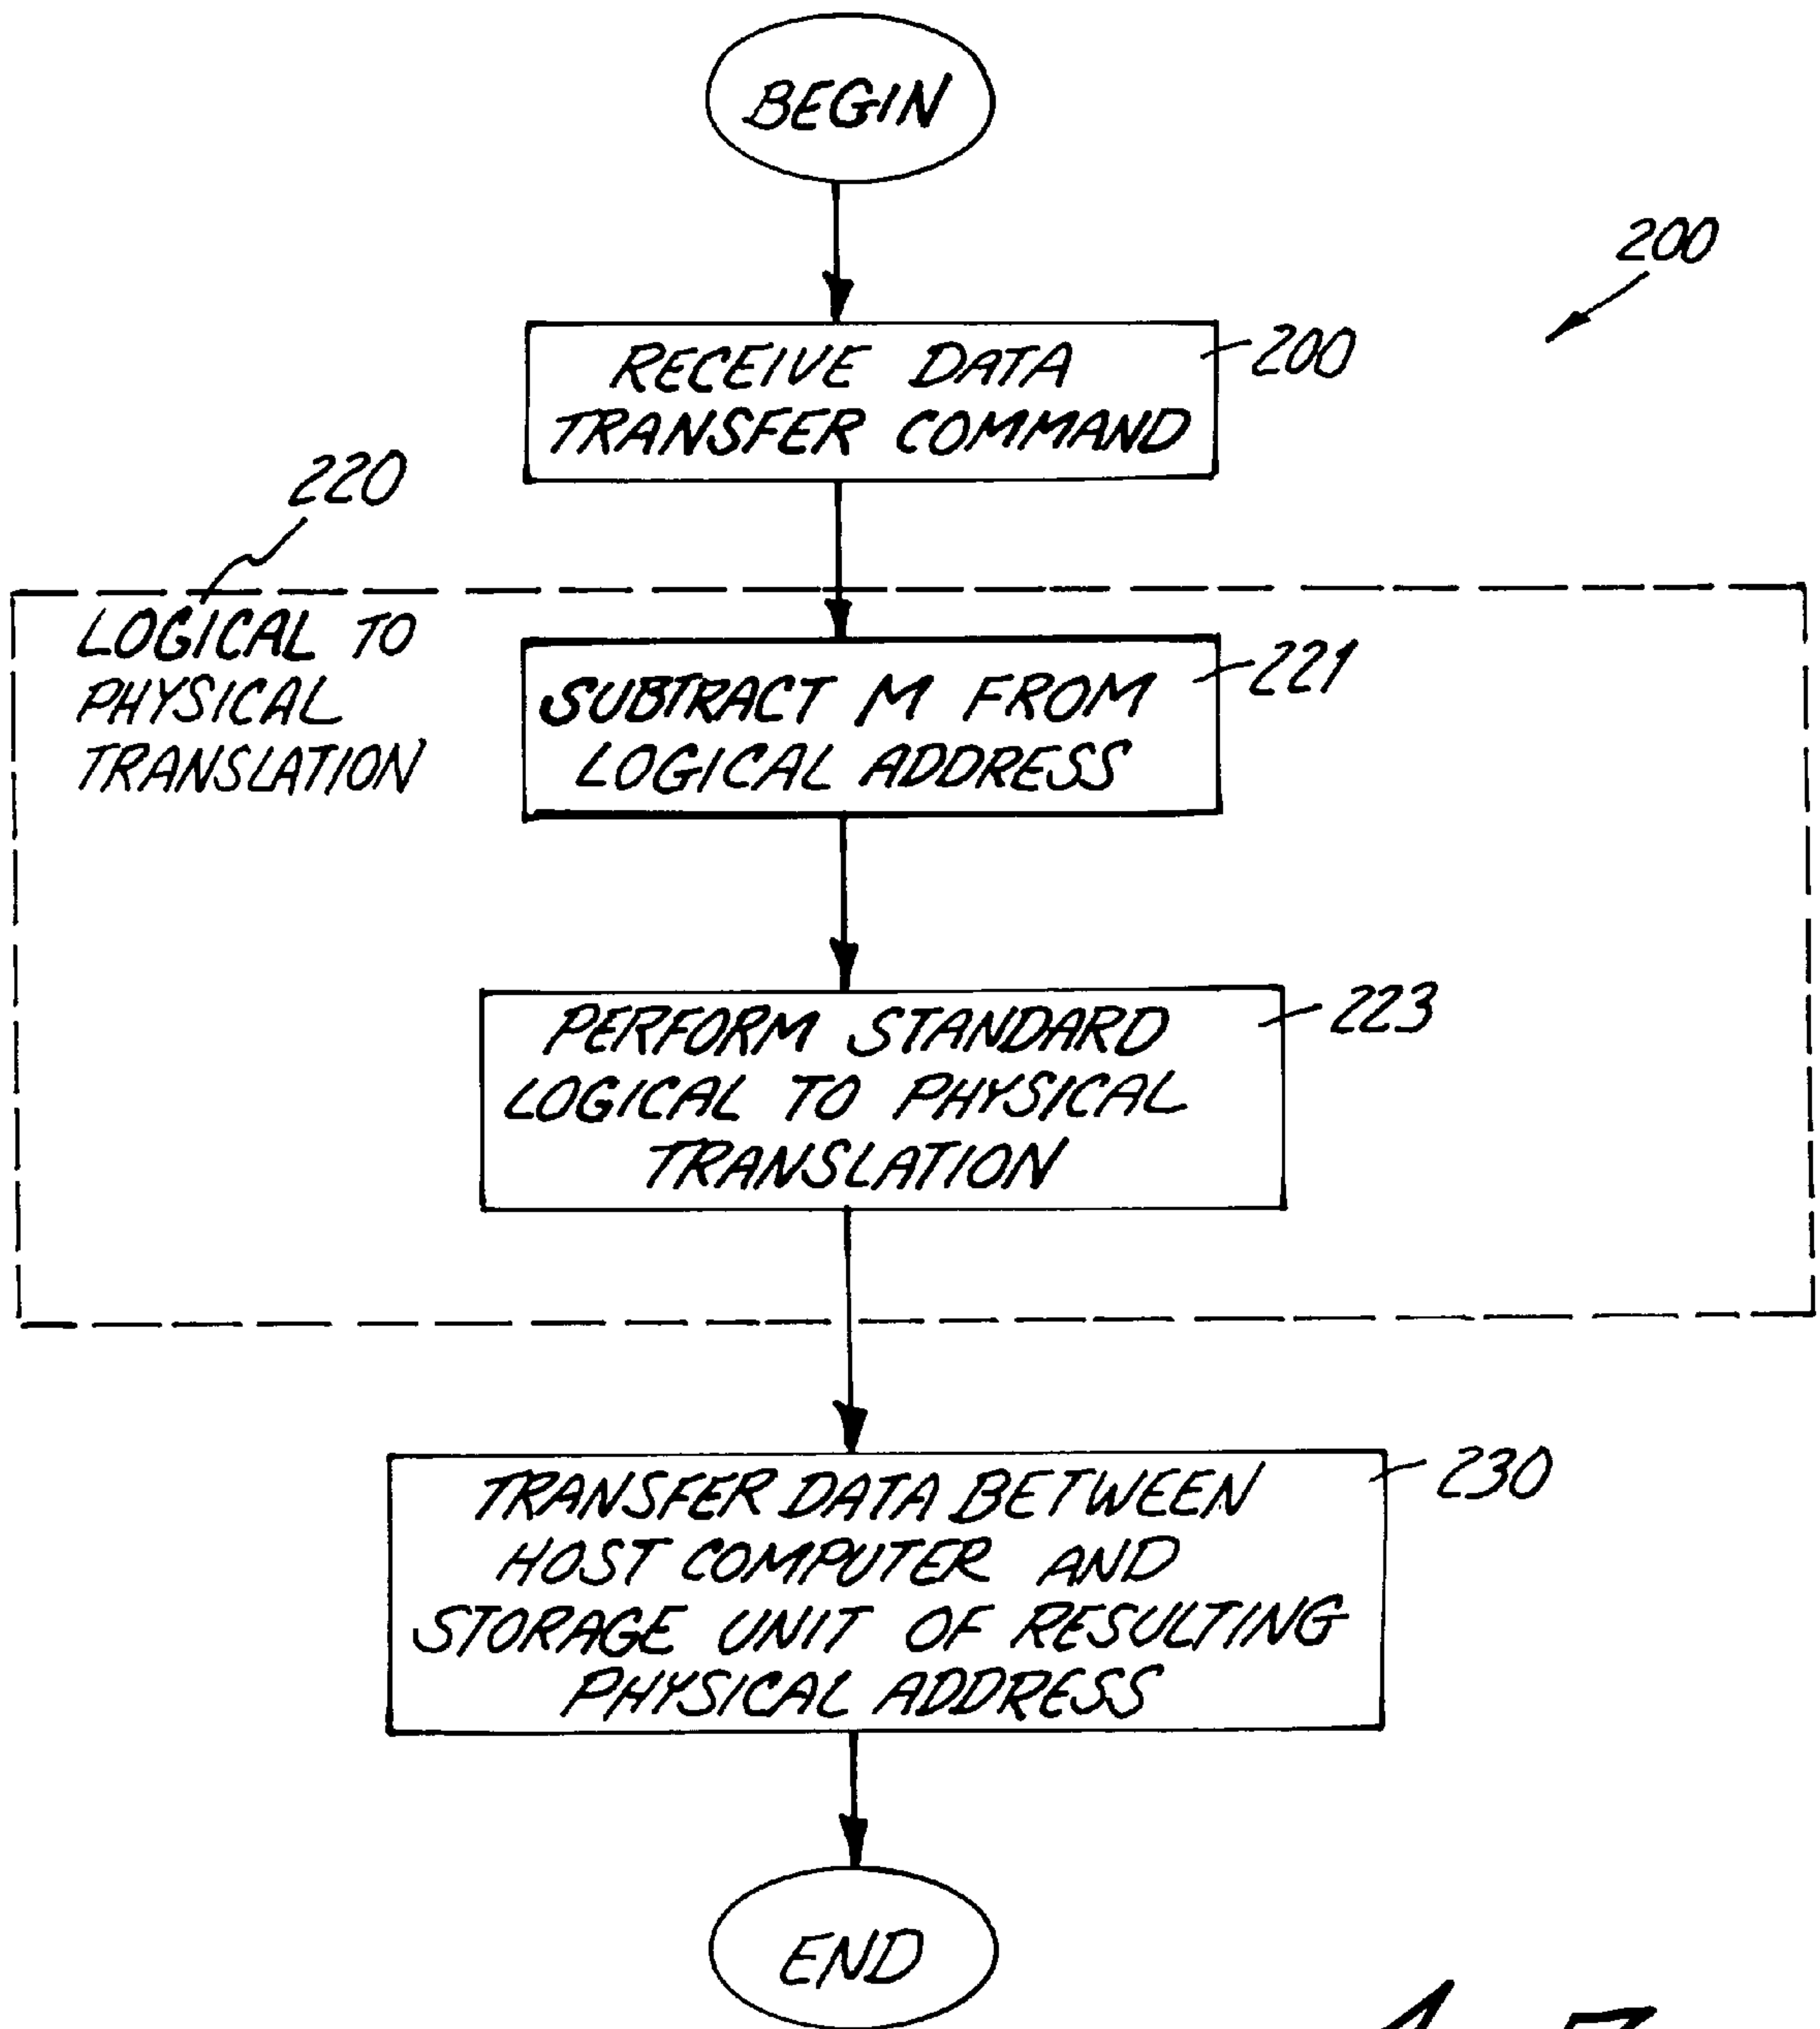 BEGIN
200
RECEIVE DATA
TRANSFER COMMAND
200
220
LOGICAL TO
PHYSICAL
TRANSLATION
SUBTRACT M FROM
LOGICAL ADDRESS
221
PERFORM STANDARD
LOGICAL TO PHYSICAL
TRANSLATION
223
TRANSFER DATA BETWEEN
HOST COMPUTER AND
STORAGE UNIT OF RESULTING
PHYSICAL ADDRESS
230
END